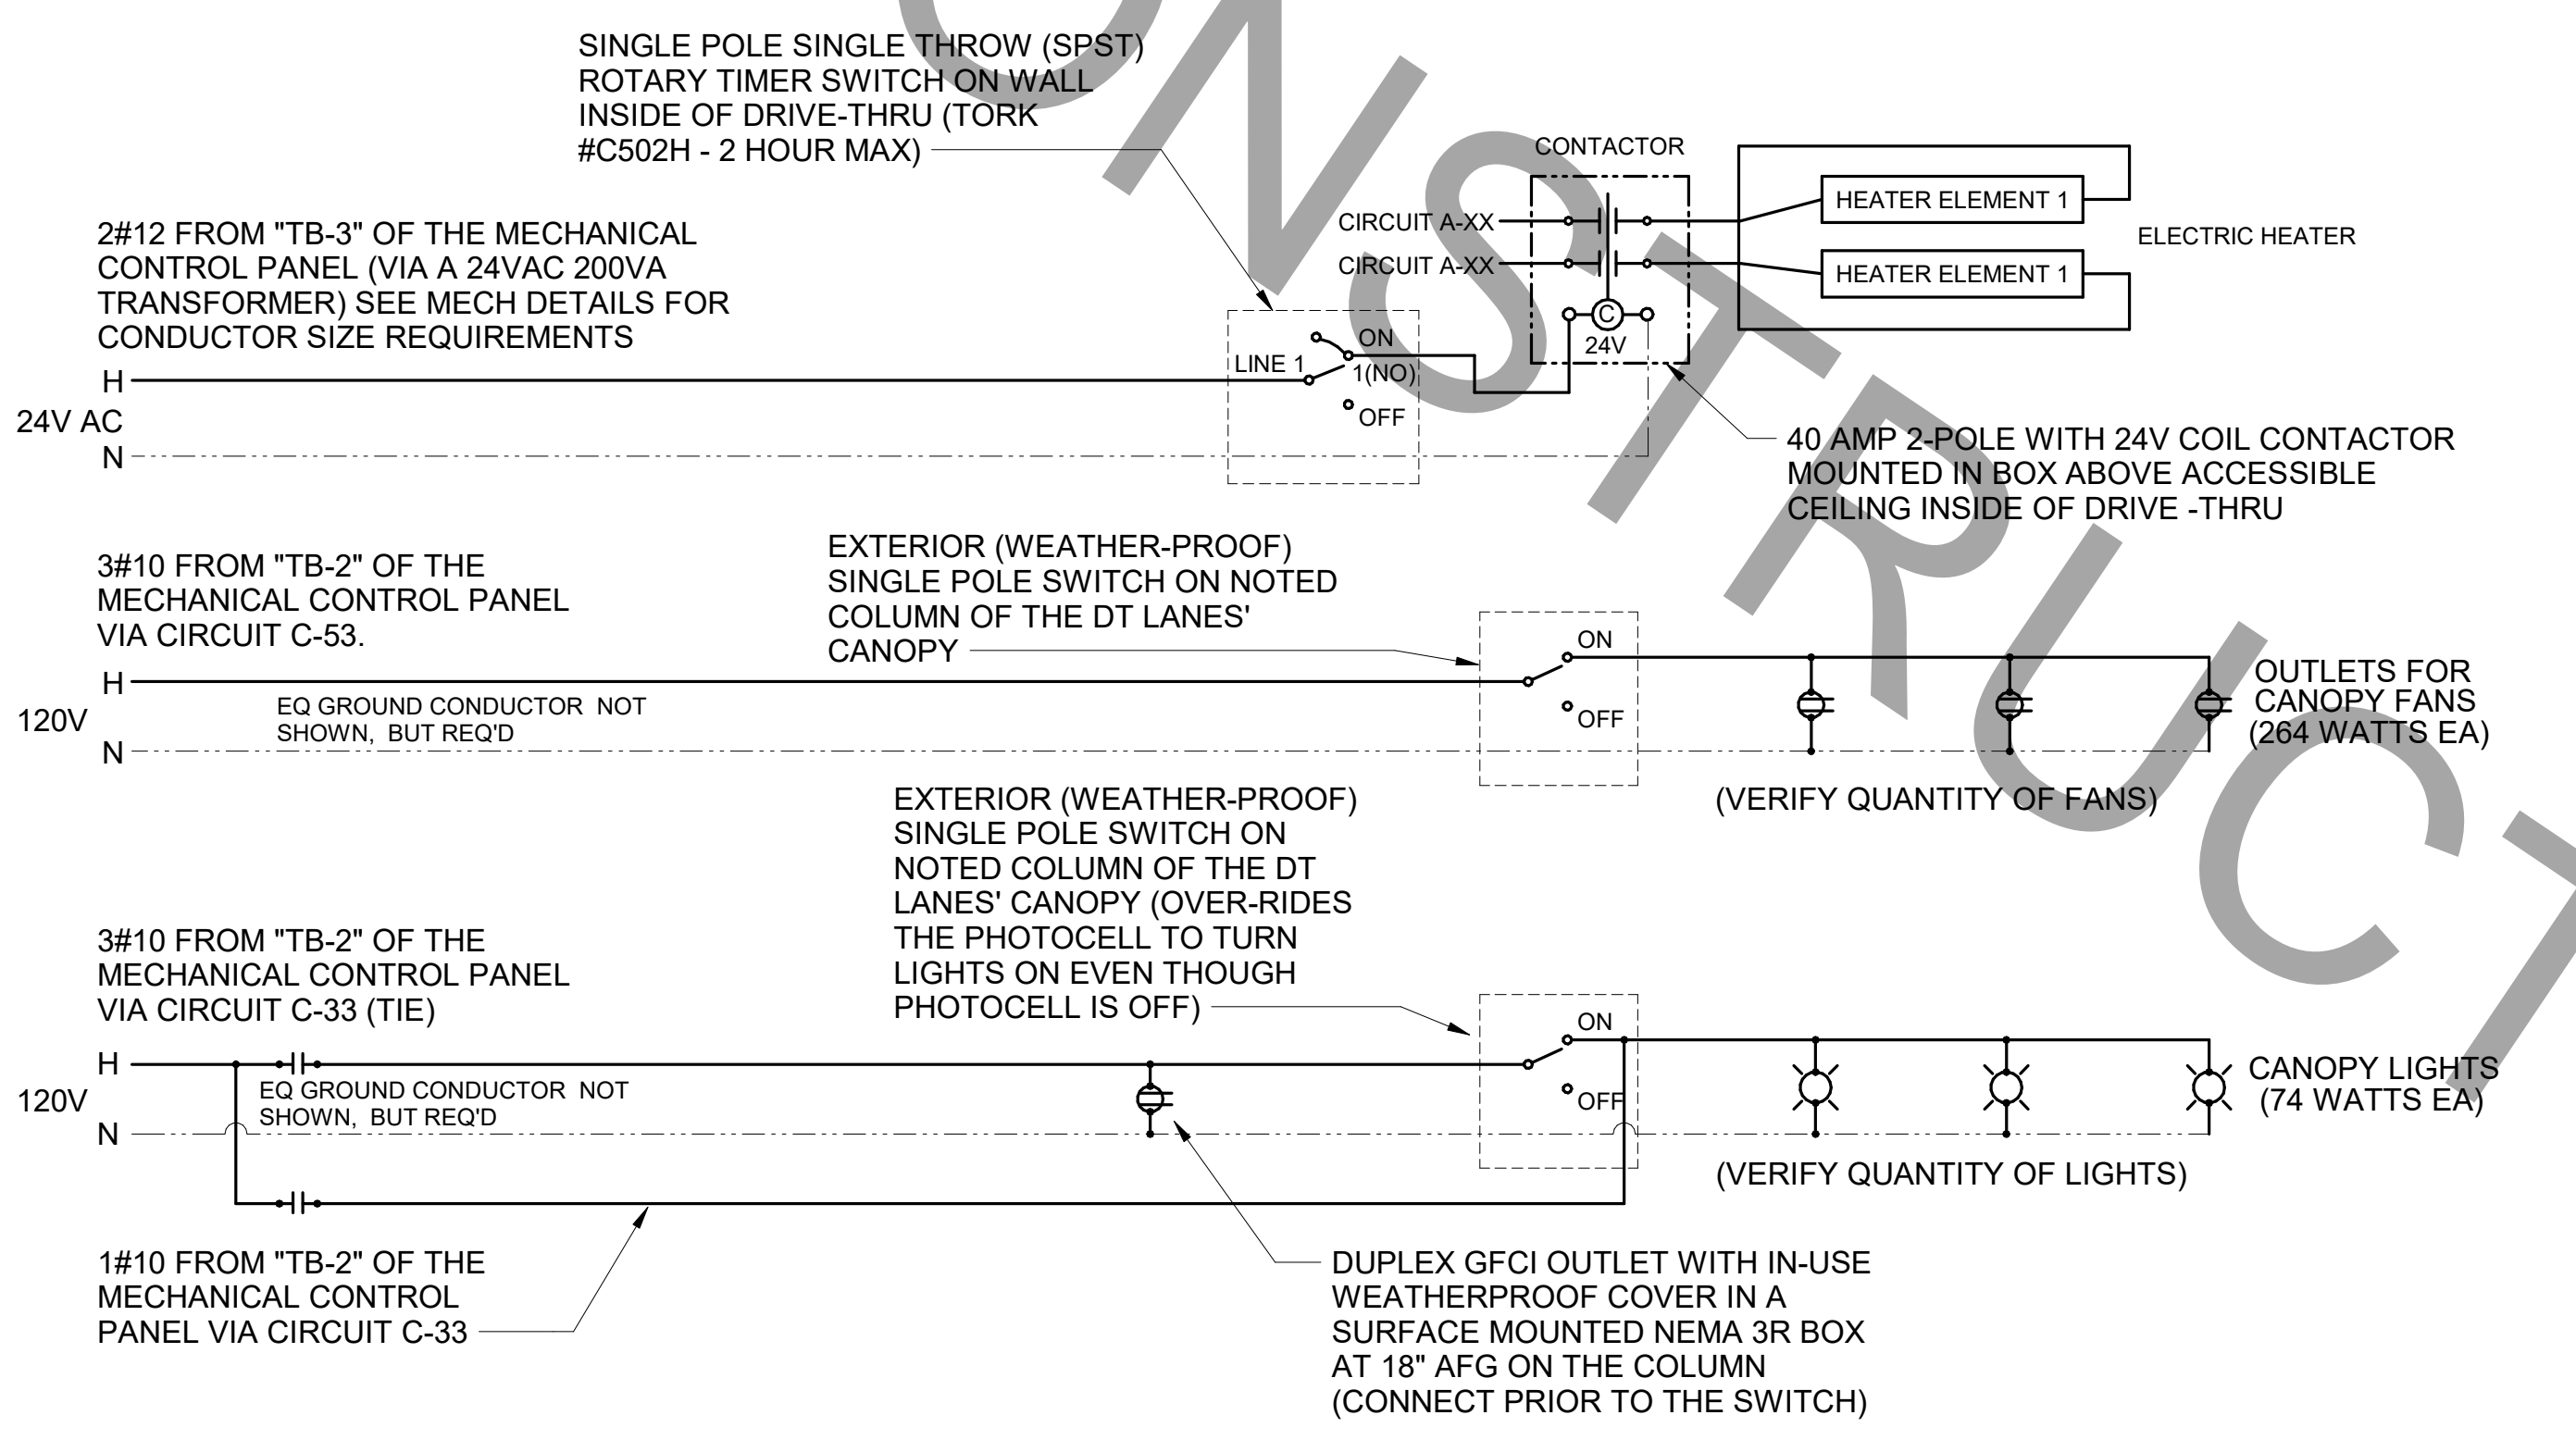 SINGLE POLE SINGLE THROW (SPST)
ROTARY TIMER SWITCH ON WALL
INSIDE OF DRIVE-THRU (TORK
#C502H - 2 HOUR MAX)
CONTACTOR
HEATER ELEMENT 1
CIRCUIT A-XX
CIRCUIT A-XX
ELECTRIC HEATER
HEATER ELEMENT 1
C
24V
2#12 FROM "TB-3" OF THE MECHANICAL
CONTROL PANEL (VIA A 24VAC 200VA
TRANSFORMER) SEE MECH DETAILS FOR
CONDUCTOR SIZE REQUIREMENTS
H
24V AC
N
LINE 1
ON
1(NO)
OFF
40 AMP 2-POLE WITH 24V COIL CONTACTOR
MOUNTED IN BOX ABOVE ACCESSIBLE
CEILING INSIDE OF DRIVE -THRU
3#10 FROM "TB-2" OF THE
MECHANICAL CONTROL PANEL
VIA CIRCUIT C-53.
EXTERIOR (WEATHER-PROOF)
SINGLE POLE SWITCH ON NOTED
COLUMN OF THE DT LANES'
CANOPY
H
120V
N
EQ GROUND CONDUCTOR NOT
SHOWN, BUT REQ'D
ON
OFF
OUTLETS FOR
CANOPY FANS
(264 WATTS EA)
(VERIFY QUANTITY OF FANS)
EXTERIOR (WEATHER-PROOF)
SINGLE POLE SWITCH ON
NOTED COLUMN OF THE DT
LANES' CANOPY (OVER-RIDES
THE PHOTOCELL TO TURN
LIGHTS ON EVEN THOUGH
PHOTOCELL IS OFF)
3#10 FROM "TB-2" OF THE
MECHANICAL CONTROL PANEL
VIA CIRCUIT C-33 (TIE)
H
120V
N
EQ GROUND CONDUCTOR NOT
SHOWN, BUT REQ'D
ON
OFF
CANOPY LIGHTS
(74 WATTS EA)
(VERIFY QUANTITY OF LIGHTS)
1#10 FROM "TB-2" OF THE
MECHANICAL CONTROL
PANEL VIA CIRCUIT C-33
DUPLEX GFCI OUTLET WITH IN-USE
WEATHERPROOF COVER IN A
SURFACE MOUNTED NEMA 3R BOX
AT 18" AFG ON THE COLUMN
(CONNECT PRIOR TO THE SWITCH)
ONSTRUCT